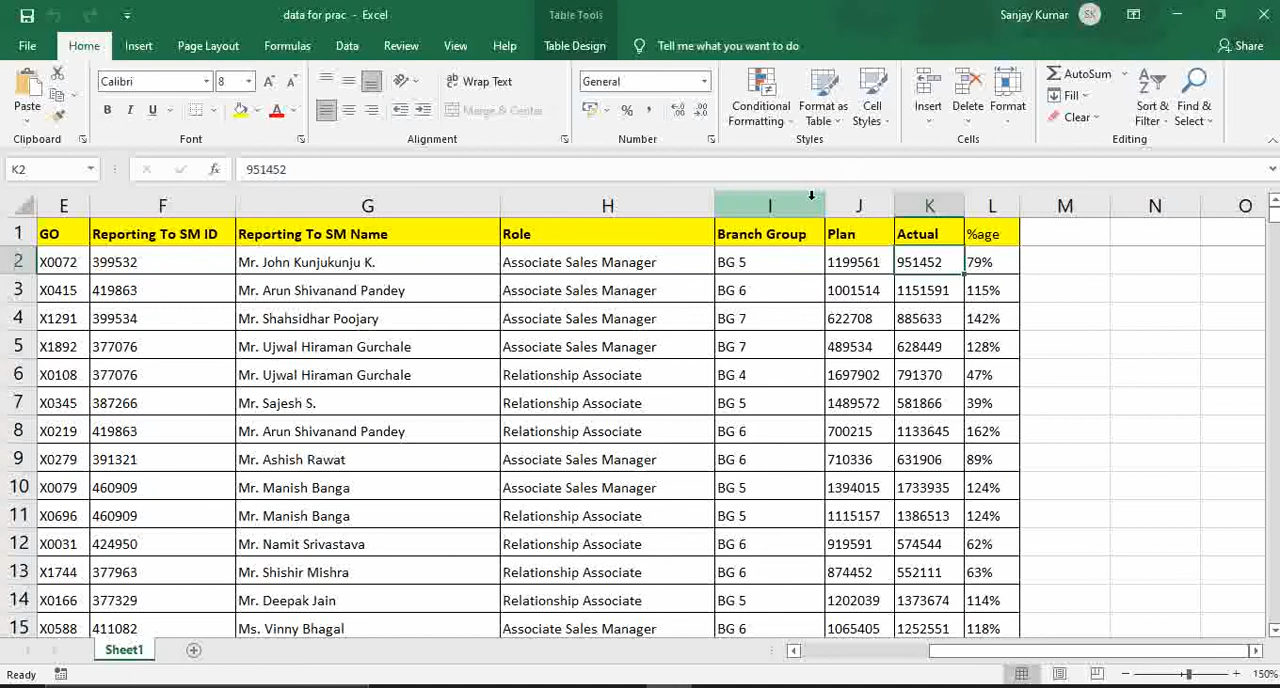 data for prac - Excel
Table Tools
Sanjay Kumar SK
File Home Insert Page Layout Formulas Data Review View Help Table Design Tell me what you want to do Share
Paste
Clipboard
Calibri 8
B I U
Font
Wrap Text
Merge & Center
Alignment
General
%
Number
Conditional Formatting
Format as Table
Cell Styles
Styles
Insert Delete Format
Cells
AutoSum
Fill
Clear
Sort & Filter
Find & Select
Editing
K2 fx 951452
E F G H I J K L M N O
1 GO Reporting To SM ID Reporting To SM Name Role Branch Group Plan Actual %age
2 X0072 399532 Mr. John Kunjukunju K. Associate Sales Manager BG 5 1199561 951452 79%
3 X0415 419863 Mr. Arun Shivanand Pandey Associate Sales Manager BG 6 1001514 1151591 115%
4 X1291 399534 Mr. Shahsidhar Poojary Associate Sales Manager BG 7 622708 885633 142%
5 X1892 377076 Mr. Ujwal Hiraman Gurchale Associate Sales Manager BG 7 489534 628449 128%
6 X0108 377076 Mr. Ujwal Hiraman Gurchale Relationship Associate BG 4 1697902 791370 47%
7 X0345 387266 Mr. Sajesh S. Relationship Associate BG 5 1489572 581866 39%
8 X0219 419863 Mr. Arun Shivanand Pandey Relationship Associate BG 6 700215 1133645 162%
9 X0279 391321 Mr. Ashish Rawat Associate Sales Manager BG 6 710336 631906 89%
10 X0079 460909 Mr. Manish Banga Associate Sales Manager BG 5 1394015 1733935 124%
11 X0696 460909 Mr. Manish Banga Relationship Associate BG 5 1115157 1386513 124%
12 X0031 424950 Mr. Namit Srivastava Relationship Associate BG 6 919591 574544 62%
13 X1744 377963 Mr. Shishir Mishra Relationship Associate BG 6 874452 552111 63%
14 X0166 377329 Mr. Deepak Jain Relationship Associate BG 5 1202039 1373674 114%
15 X0588 411082 Ms. Vinny Bhagal Associate Sales Manager BG 6 1065405 1252551 118%
Sheet1
Ready 150%